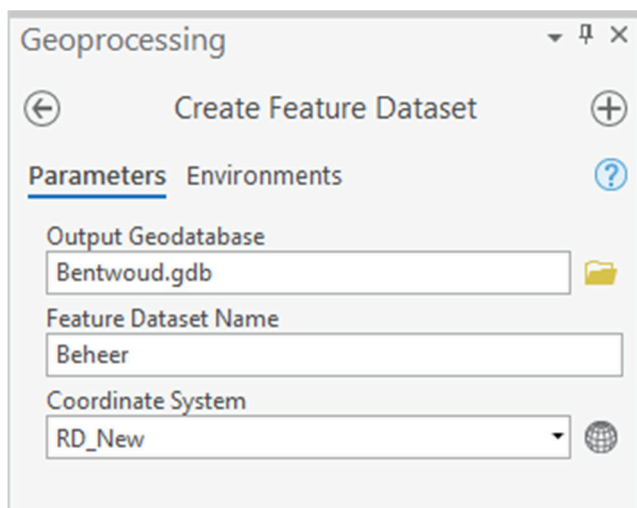 Geoprocessing
Create Feature Dataset
Parameters Environments
?
Output Geodatabase
Bentwoud.gdb
Feature Dataset Name
Beheer
Coordinate System
RD_New